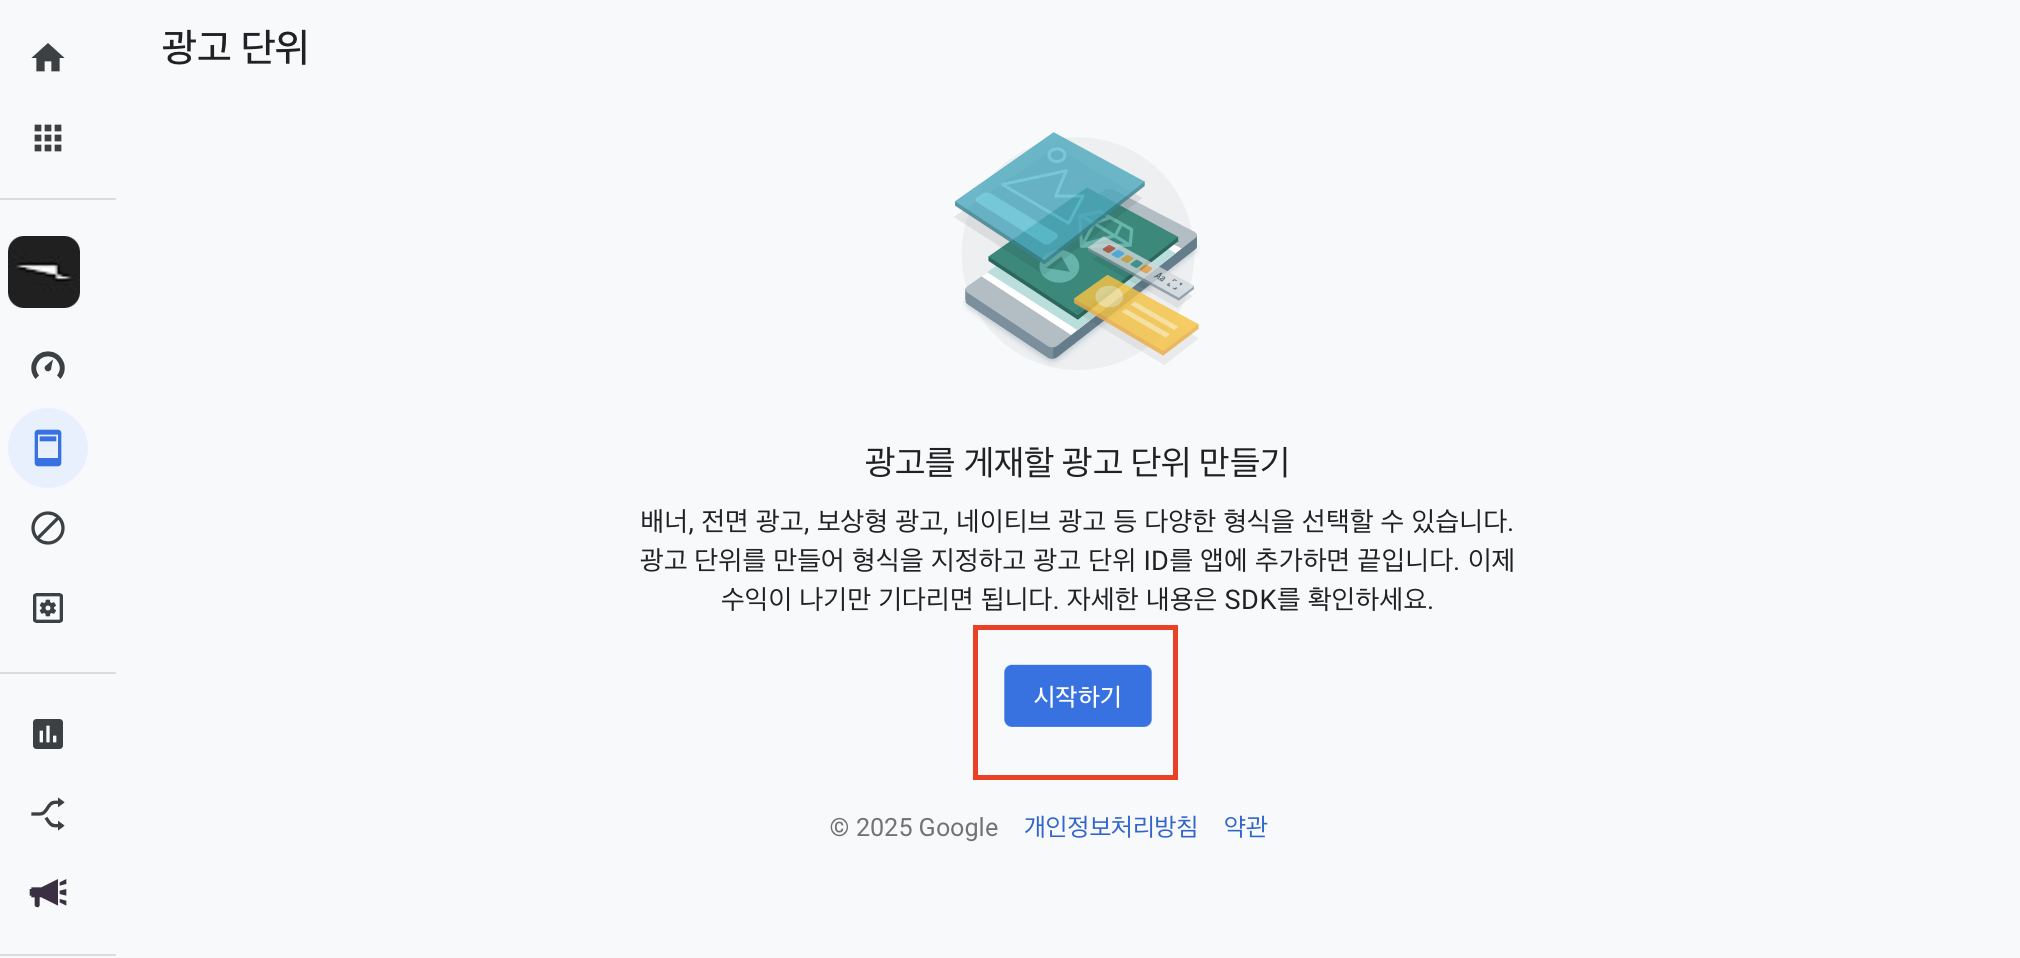 광고 단위
Aa
광고를 게재할 광고 단위 만들기
배너, 전면 광고, 보상형 광고, 네이티브 광고 등 다양한 형식을 선택할 수 있습니다.
광고 단위를 만들어 형식을 지정하고 광고 단위 ID를 앱에 추가하면 끝입니다. 이제
수익이 나기만 기다리면 됩니다. 자세한 내용은 SDK를 확인하세요.
시작하기
© 2025 Google 개인정보처리방침 약관